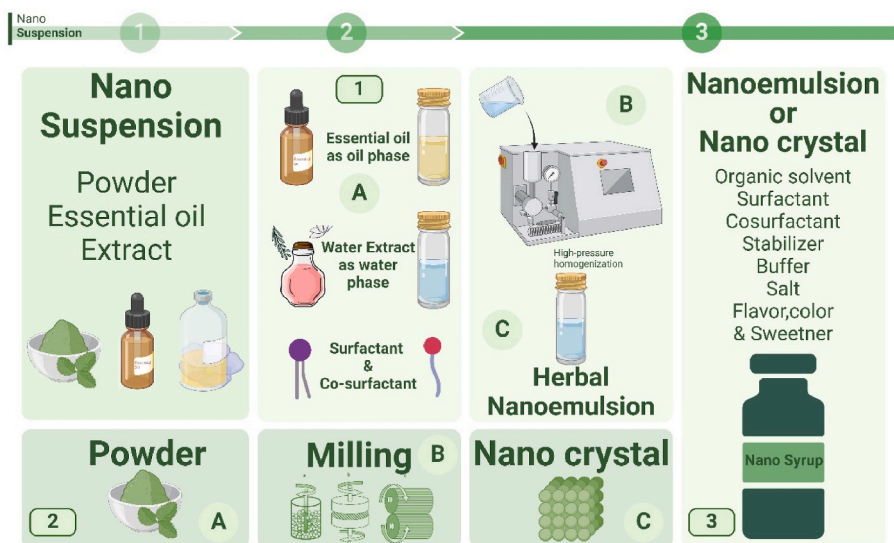 Nano
Suspension
1
2
3
Nano
Suspension
Powder
Essential oil
Extract
Essential
Oil
1
Essential oil
as oil phase
A
Water Extract
as water
phase
Surfactant
&
Co-surfactant
B
High-pressure
homogenization
C
Herbal
Nanoemulsion
Nanoemulsion
or
Nano crystal
Organic solvent
Surfactant
Cosurfactant
Stabilizer
Buffer
Salt
Flavor,color
& Sweetner
Nano Syrup
3
Powder
2
A
Milling
B
Nano crystal
C